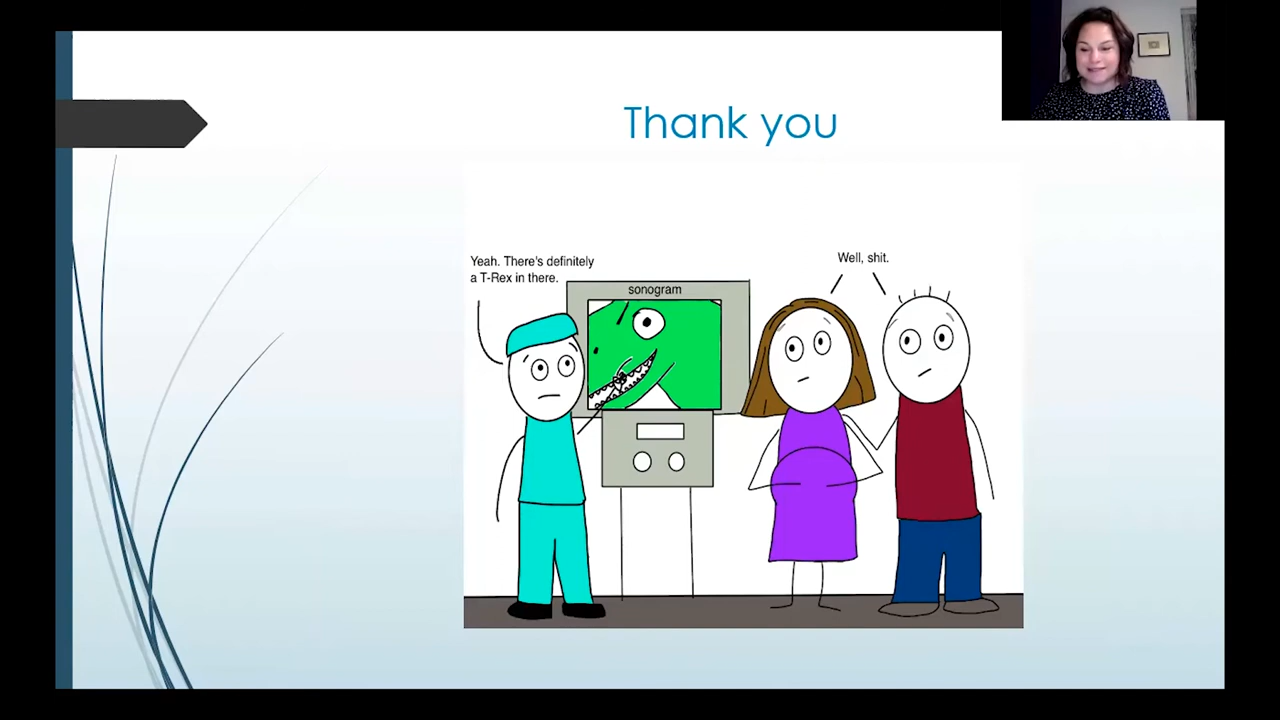 Thank you
Yeah. There's definitely
a T-Rex in there.
sonogram
Well, shit.